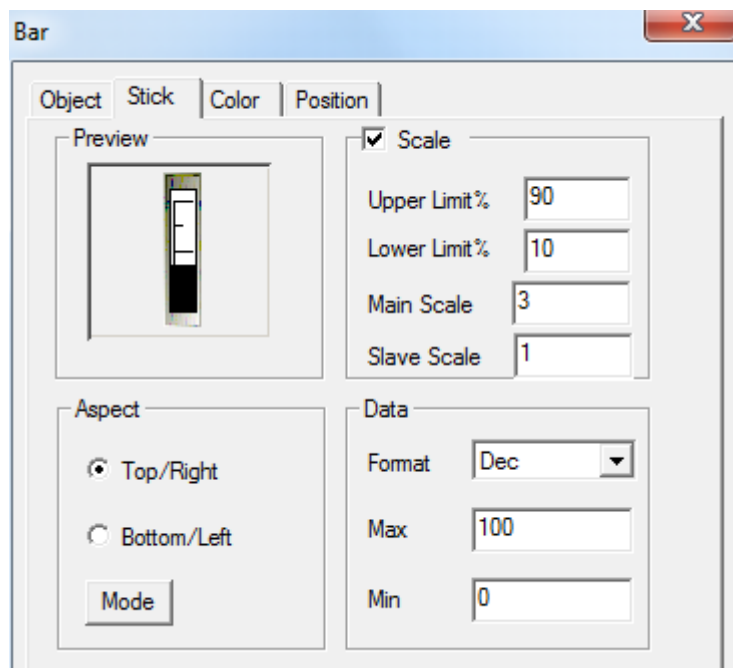 Bar
Object Stick Color Position
Preview
Scale
Upper Limit% 90
Lower Limit% 10
Main Scale 3
Slave Scale 1
Aspect
Top/Right
Bottom/Left
Mode
Data
Format Dec
Max 100
Min 0